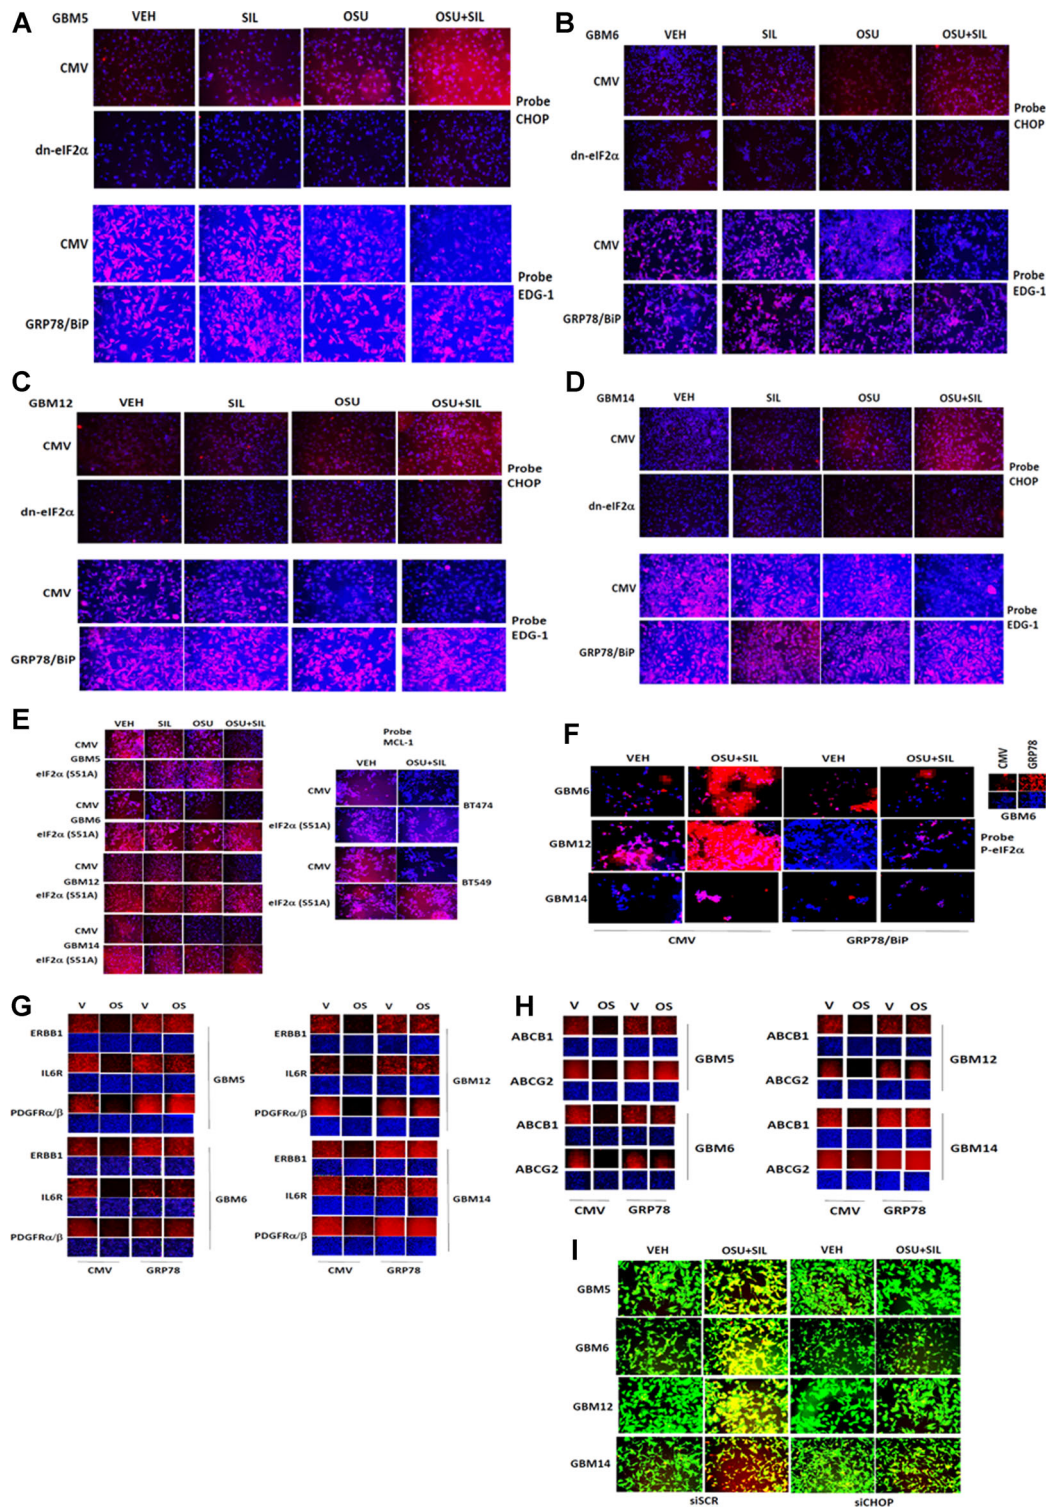 A
GBM5 VEH SIL OSU OSU+SIL
CMV
dn-eIF2α
Probe
CHOP
CMV
GRP78/BiP
Probe
EDG-1
B
GBM6 VEH SIL OSU OSU+SIL
CMV
dn-eIF2α
Probe
CHOP
CMV
GRP78/BiP
Probe
EDG-1
C
GBM12 VEH SIL OSU OSU+SIL
CMV
dn-eIF2α
Probe
CHOP
CMV
GRP78/BiP
Probe
EDG-1
D
GBM14 VEH SIL OSU OSU+SIL
CMV
dn-eIF2α
Probe
CHOP
CMV
GRP78/BiP
Probe
EDG-1
E
VEH SIL OSU OSU+SIL
CMV
GBM5
eIF2α (S51A)
CMV
GBM6
eIF2α (S51A)
CMV
GBM12
eIF2α (S51A)
CMV
GBM14
eIF2α (S51A)
Probe
MCL-1
VEH OSU+SIL
CMV
BT474
eIF2α (S51A)
CMV
BT549
eIF2α (S51A)
F
VEH OSU+SIL VEH OSU+SIL
GBM6
GBM12
GBM14
CMV GRP78/BiP
CMV GRP78
GBM6
Probe
P-eIF2α
G
V OS V OS
ERBB1
IL6R
PDGFRα/β
GBM5
ERBB1
IL6R
PDGFRα/β
GBM6
CMV GRP78
V OS V OS
ERBB1
IL6R
PDGFRα/β
GBM12
ERBB1
IL6R
PDGFRα/β
GBM14
CMV GRP78
H
V OS V OS
ABCB1
ABCG2
GBM5
ABCB1
ABCG2
GBM6
CMV GRP78
V OS V OS
ABCB1
ABCG2
GBM12
ABCB1
ABCG2
GBM14
CMV GRP78
I
VEH OSU+SIL VEH OSU+SIL
GBM5
GBM6
GBM12
GBM14
siSCR siCHOP